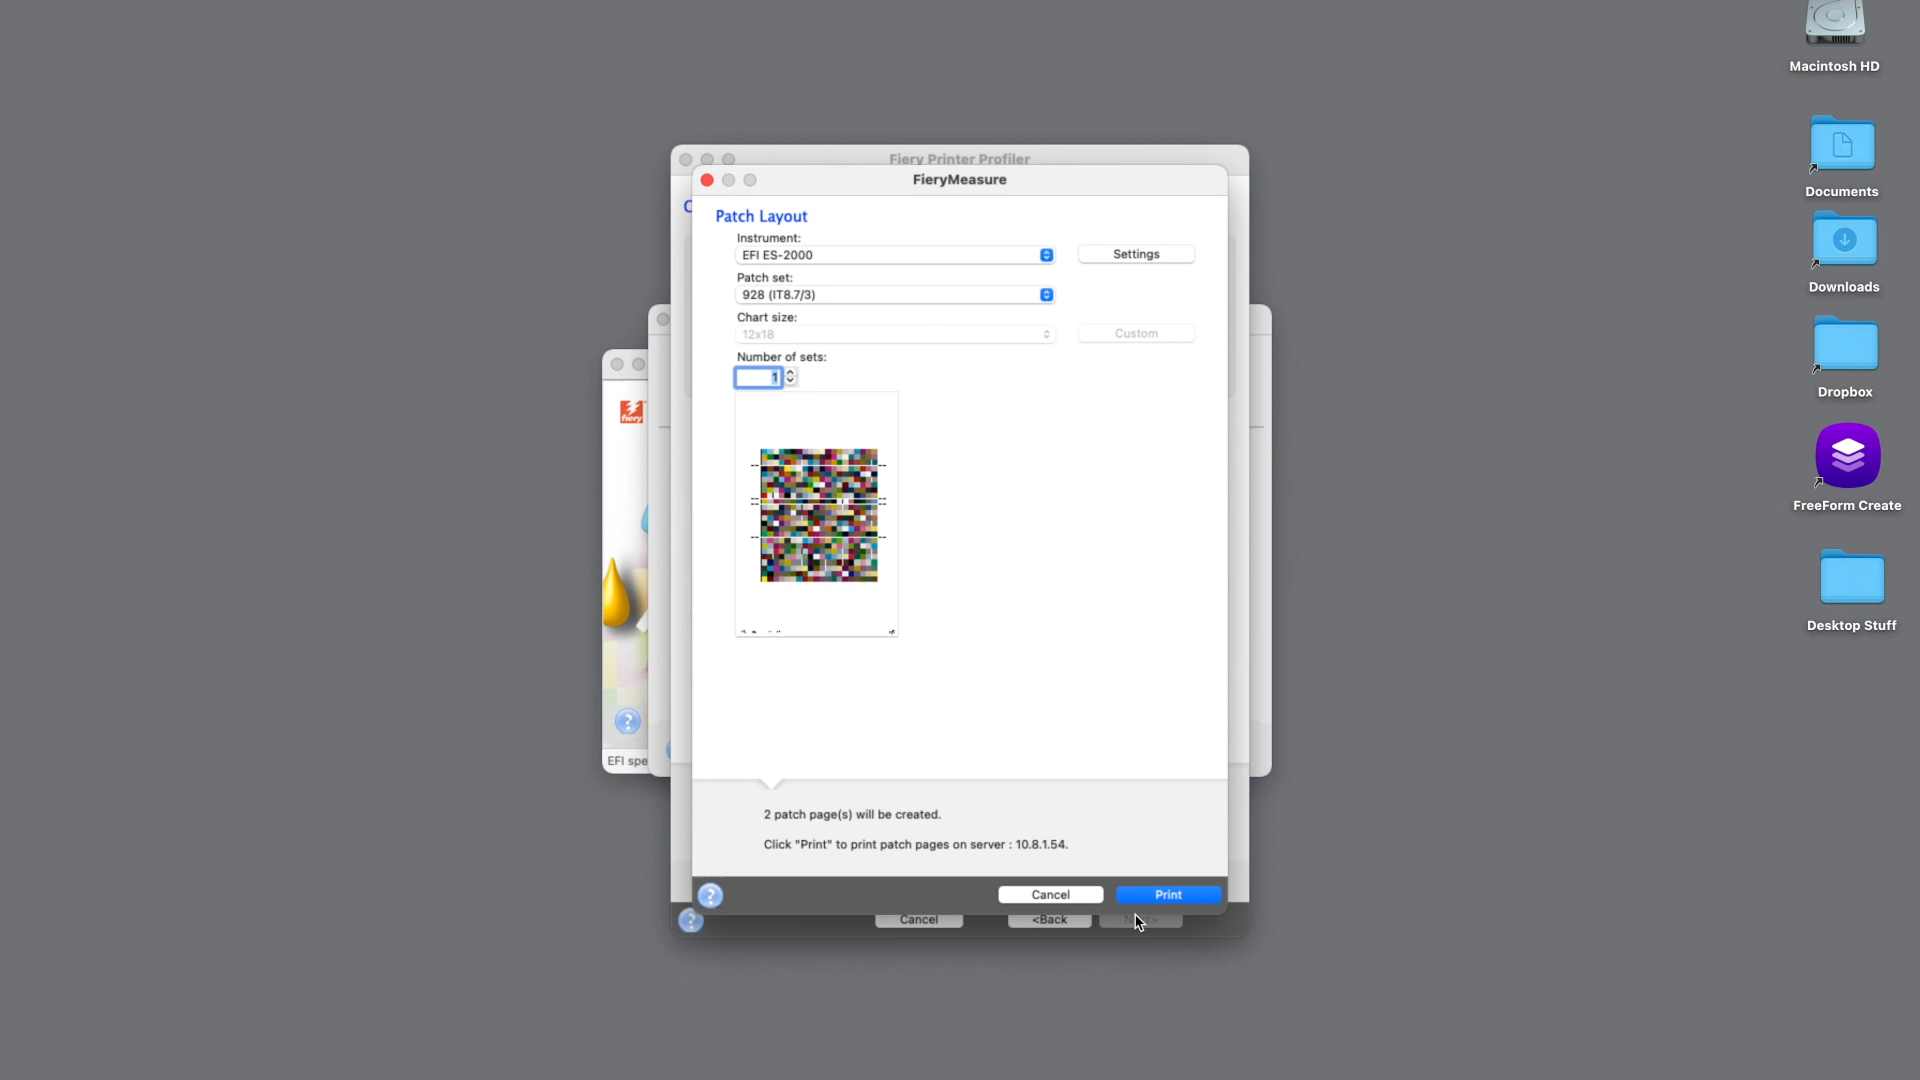 Macintosh HD
Documents
Downloads
Dropbox
FreeForm Create
Desktop Stuff
Fiery Printer Profiler
FieryMeasure
C
Patch Layout
Instrument:
EFI ES-2000
Settings
Patch set:
928 (IT8.7/3)
Chart size:
12x18
Custom
Number of sets:
1
fiery
EFI spe
2 patch page(s) will be created.
Click "Print" to print patch pages on server : 10.8.1.54.
? Cancel Print
? Cancel <Back
?